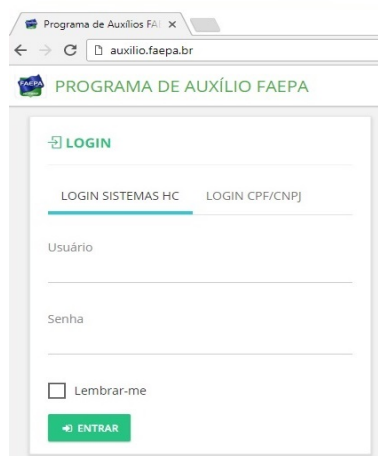 Programa de Auxílios FAE
auxilio.faepa.br
FAEPA
PROGRAMA DE AUXÍLIO FAEPA
LOGIN
LOGIN SISTEMAS HC LOGIN CPF/CNPJ
Usuário
Senha
Lembrar-me
ENTRAR